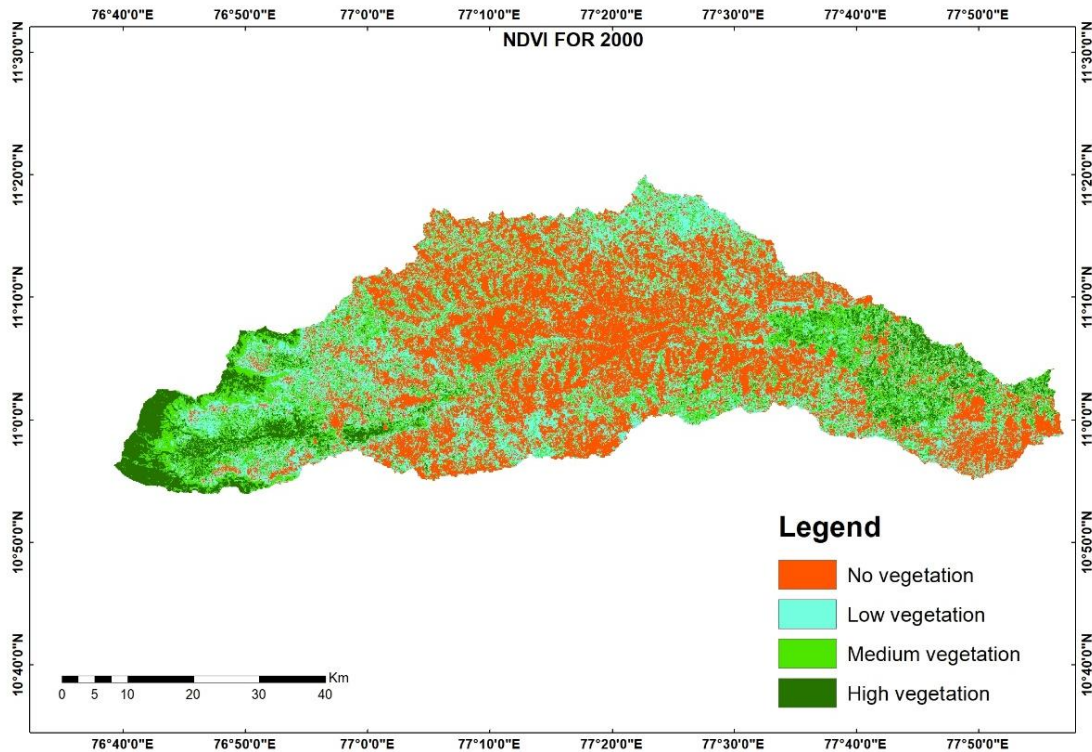 76°40'0"E 76°50'0"E 77°0'0"E 77°10'0"E 77°20'0"E 77°30'0"E 77°40'0"E 77°50'0"E
NDVI FOR 2000
11°30'0"N 11°30'0"N
11°20'0"N 11°20'0"N
11°10'0"N 11°10'0"N
11°0'0"N 11°0'0"N
10°50'0"N 10°50'0"N
Legend
No vegetation
Low vegetation
Medium vegetation
High vegetation
10°40'0"N 10°40'0"N
Km
0 5 10 20 30 40
76°40'0"E 76°50'0"E 77°0'0"E 77°10'0"E 77°20'0"E 77°30'0"E 77°40'0"E 77°50'0"E